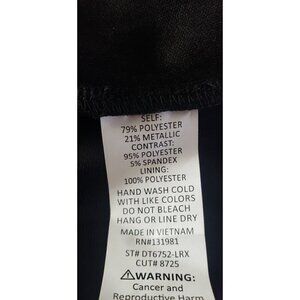 SELF:
79% POLYESTER
21% METALLIC
CONTRAST:
95% POLYESTER
5% SPANDEX
LINING:
100% POLYESTER
HAND WASH COLD
WITH LIKE COLORS
DO NOT BLEACH
HANG OR LINE DRY
MADE IN VIETNAM
RN#131981
ST# DT6752-LRX
CUT# 8725
⚠WARNING:
Cancer and
Reproductive Harm